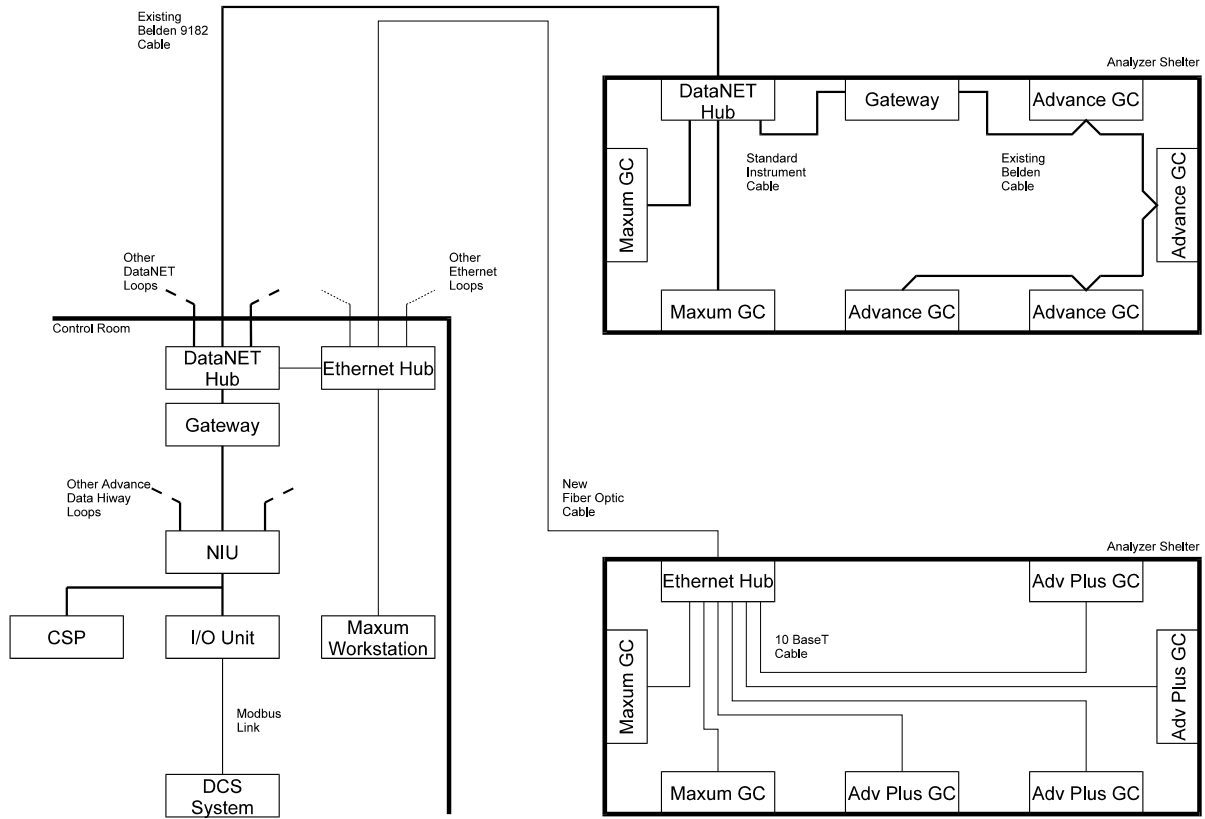 Existing
Belden 9182
Cable
Analyzer Shelter
DataNET
Hub
Gateway
Advance GC
Maxum GC
Standard
Instrument
Cable
Existing
Belden
Cable
Advance GC
Maxum GC
Advance GC
Advance GC
Other
DataNET
Loops
Other
Ethernet
Loops
Control Room
DataNET
Hub
Ethernet Hub
Gateway
Other Advance
Data Hiway
Loops
NIU
CSP
I/O Unit
Maxum
Workstation
Modbus
Link
DCS
System
New
Fiber Optic
Cable
Analyzer Shelter
Ethernet Hub
Adv Plus GC
10 BaseT
Cable
Maxum GC
Adv Plus GC
Maxum GC
Adv Plus GC
Adv Plus GC